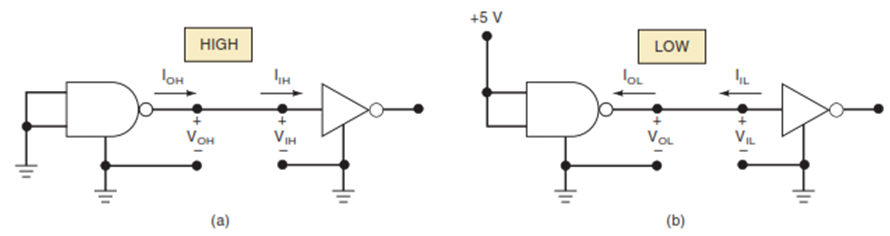 +5 V
HIGH
LOW
I_OH I_IH
I_OL I_IL
+ +
V_OH V_IH
− −
+ +
V_OL V_IL
− −
(a)
(b)